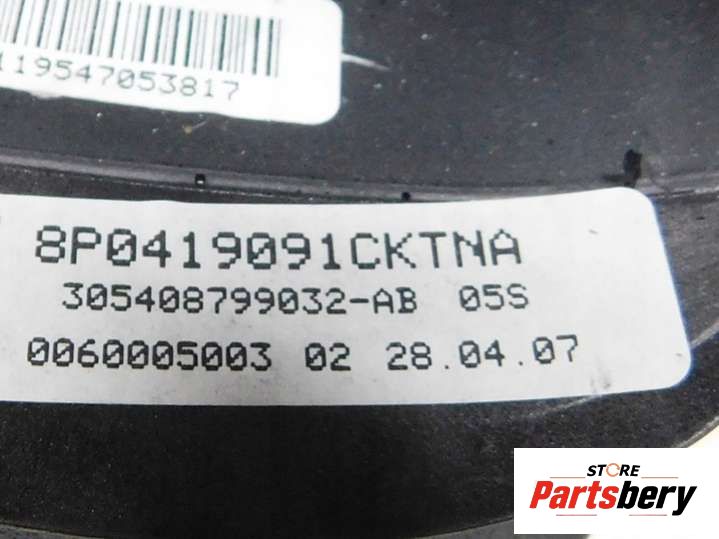 119547053817
8P0419091CKTNA
305408799032-AB 05S
0060005003 02 28.04.07
STORE
Partsbery